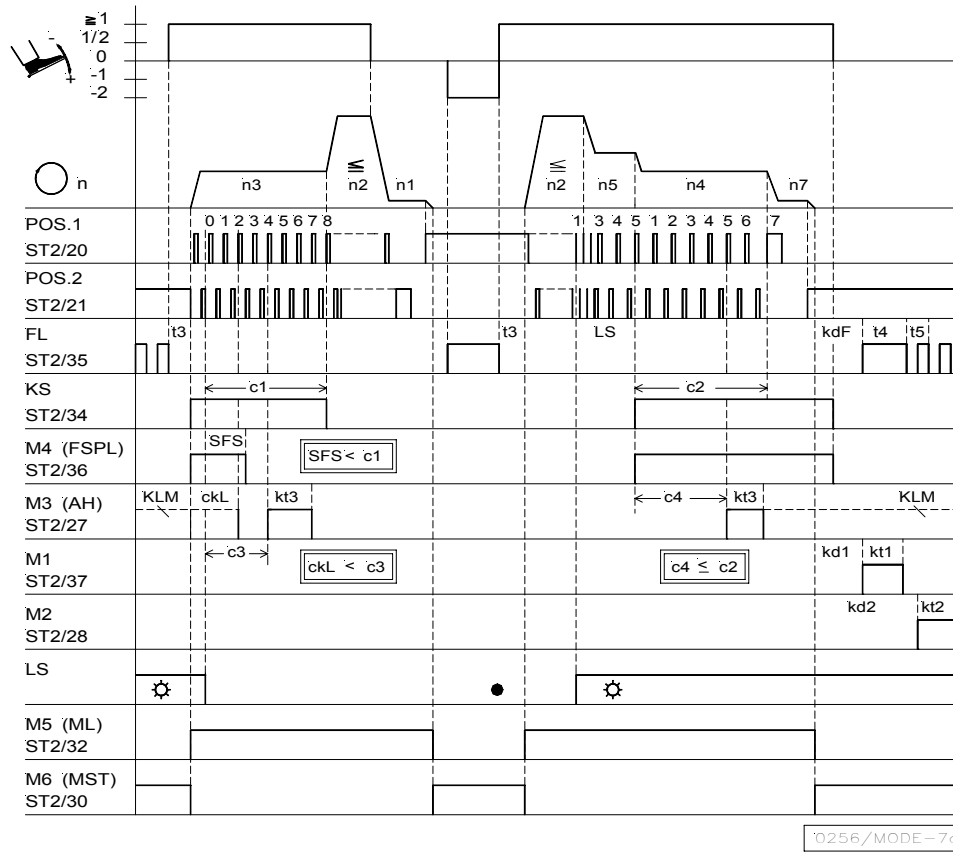 ≧1
1/2
0
-1
-2
-
+
n
n3 ≦ n2 n1 ≦ n2 n5 n4 n7
POS.1
ST2/20
0 1 2 3 4 5 6 7 8 1 3 4 5 1 2 3 4 5 6 7
POS.2
ST2/21
FL
ST2/35
t3 t3 LS kdF t4 t5
KS
ST2/34
c1 c2
M4 (FSPL)
ST2/36
SFS SFS < c1
M3 (AH)
ST2/27
KLM ckL kt3 c4 kt3 KLM
M1
ST2/37
c3 ckL < c3 c4 ≤ c2 kd1 kt1
M2
ST2/28
kd2 kt2
LS
M5 (ML)
ST2/32
M6 (MST)
ST2/30